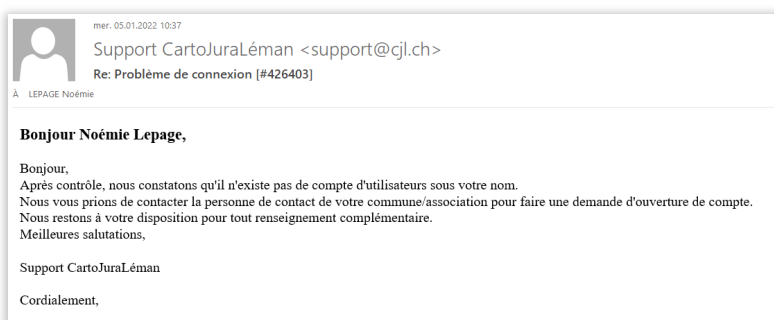 mer. 05.01.2022 10:37
Support CartoJuraLéman <support@cjl.ch>
Re: Problème de connexion [#426403]
À LEPAGE Noémie
Bonjour Noémie Lepage,
Bonjour,
Après contrôle, nous constatons qu'il n'existe pas de compte d'utilisateurs sous votre nom.
Nous vous prions de contacter la personne de contact de votre commune/association pour faire une demande d'ouverture de compte.
Nous restons à votre disposition pour tout renseignement complémentaire.
Meilleures salutations,
Support CartoJuraLéman
Cordialement,